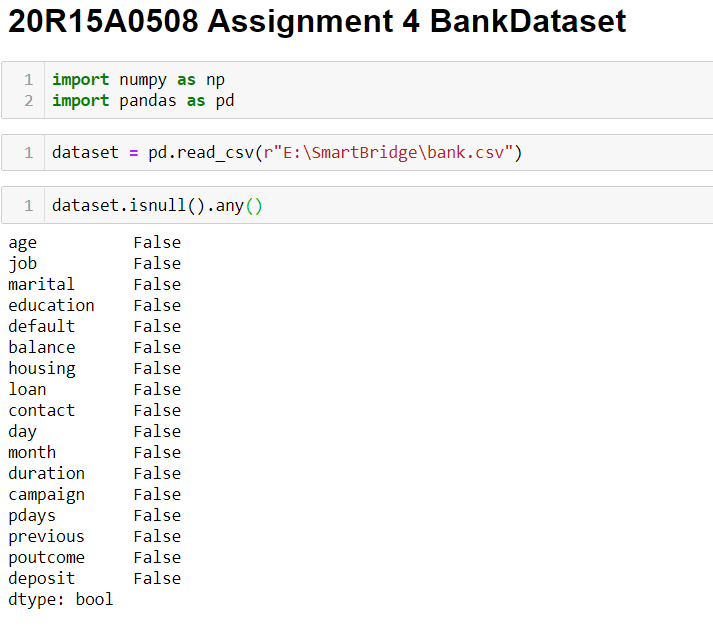 20R15A0508 Assignment 4 BankDataset
1 import numpy as np
2 import pandas as pd
1 dataset = pd.read_csv(r"E:\SmartBridge\bank.csv")
1 dataset.isnull().any()
age False
job False
marital False
education False
default False
balance False
housing False
loan False
contact False
day False
month False
duration False
campaign False
pdays False
previous False
poutcome False
deposit False
dtype: bool